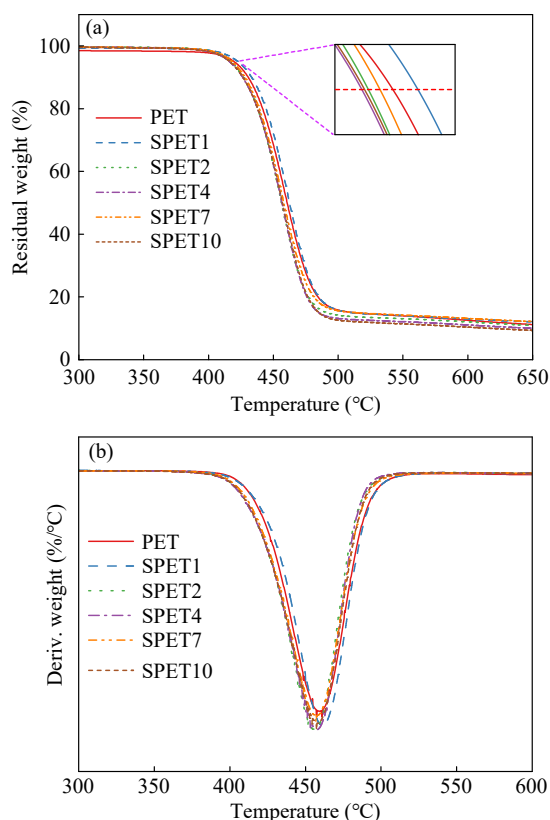 (a)
100
80
60
40
20
0
Residual weight (%)
PET
SPET1
SPET2
SPET4
SPET7
SPET10
300
350
400
450
500
550
600
650
Temperature (℃)
(b)
Deriv. weight (%/℃)
PET
SPET1
SPET2
SPET4
SPET7
SPET10
300
350
400
450
500
550
600
Temperature (℃)